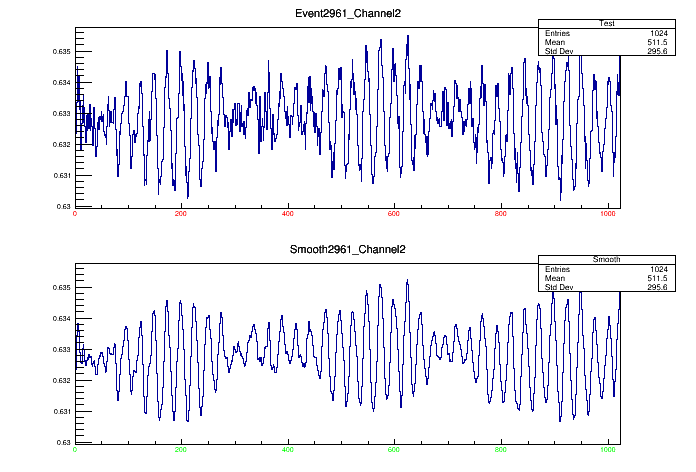 Event2961_Channel2
Test
Entries 1024
Mean 511.5
Std Dev 295.6
0.635
0.634
0.633
0.632
0.631
0.63
0 200 400 600 800 1000
Smooth2961_Channel2
Smooth
Entries 1024
Mean 511.5
Std Dev 295.6
0.635
0.634
0.633
0.632
0.631
0.63
0 200 400 600 800 1000